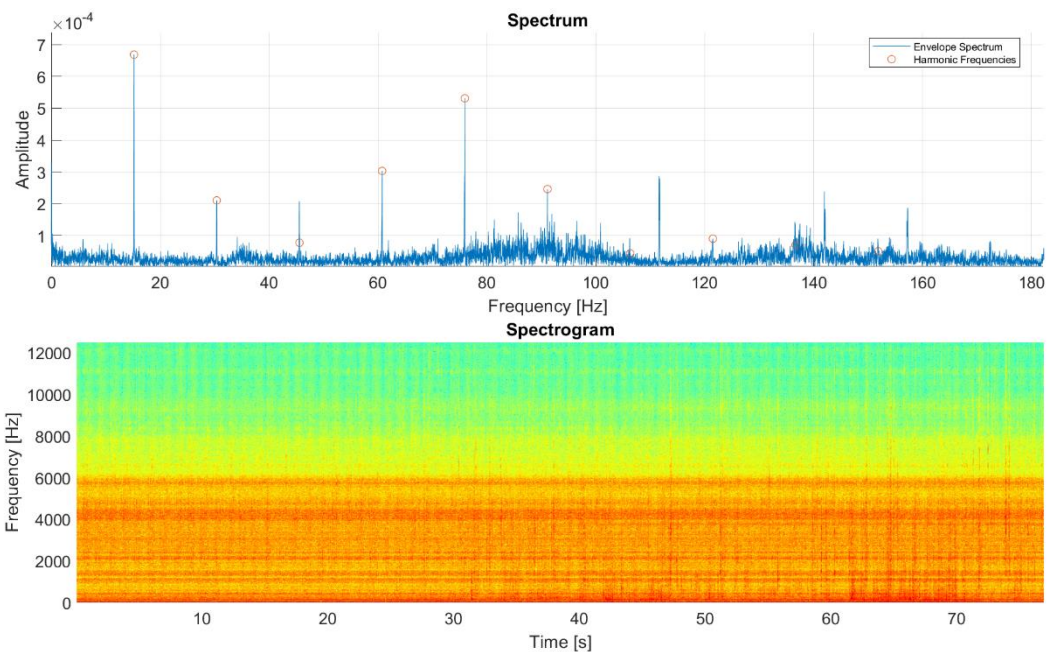 Spectrum
×10⁻⁴
7
6
5
4
3
2
1
Amplitude
Envelope Spectrum
Harmonic Frequencies
0 20 40 60 80 100 120 140 160 180
Frequency [Hz]
Spectrogram
12000
10000
8000
6000
4000
2000
0
Frequency [Hz]
10 20 30 40 50 60 70
Time [s]